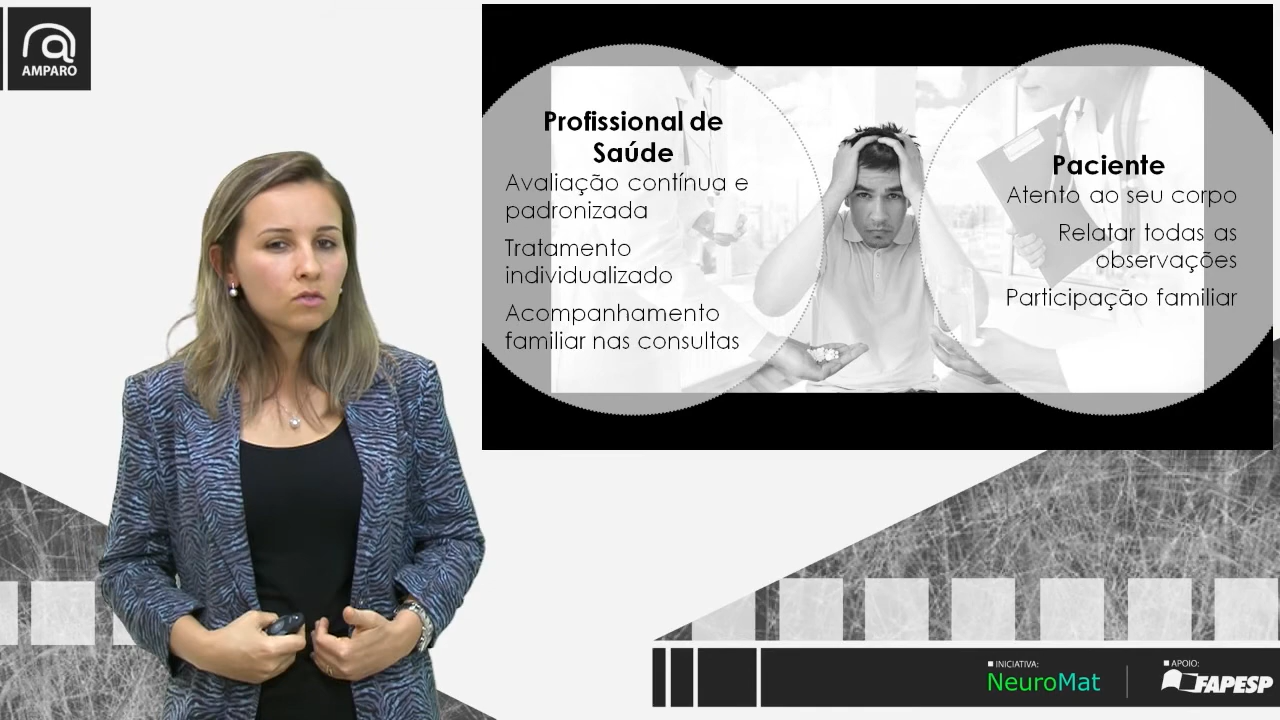 AMPARO
Profissional de
Saúde
Avaliação contínua e
padronizada
Tratamento
individualizado
Acompanhamento
familiar nas consultas
Paciente
Atento ao seu corpo
Relatar todas as
observações
Participação familiar
INICIATIVA:
NeuroMat
APOIO:
FAPESP